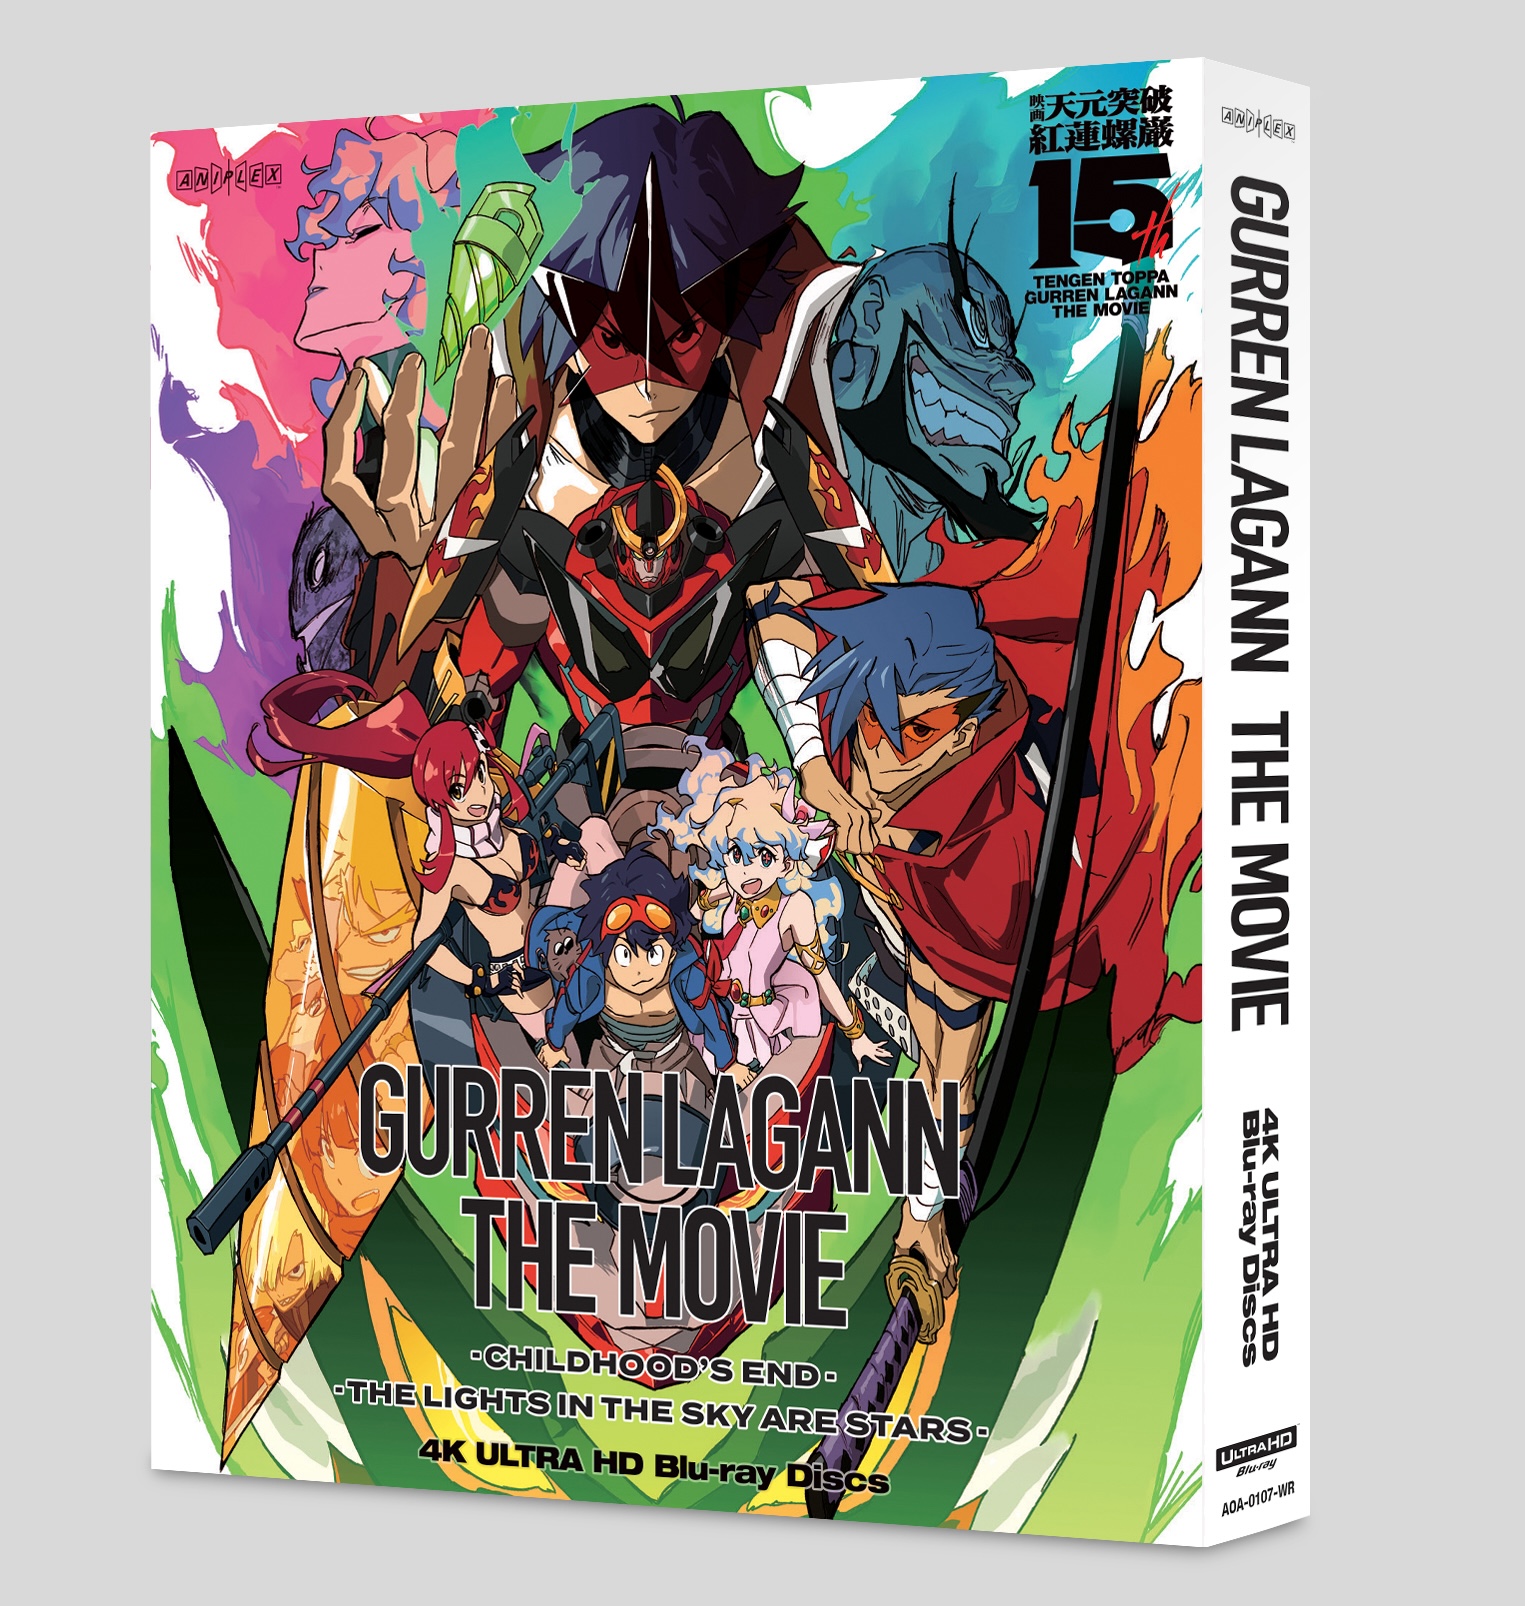 ANIPLEX
映画 天元突破
紅蓮螺巌
15th
TENGEN TOPPA
GURREN LAGANN
THE MOVIE
GURREN LAGANN
THE MOVIE
-CHILDHOOD'S END-
-THE LIGHTS IN THE SKY ARE STARS-
4K ULTRA HD Blu-ray Discs
ANIPLEX
GURREN LAGANN THE MOVIE
4K ULTRA HD
Blu-ray Discs
ULTRA HD
Blu-ray
AOA-0107-WR